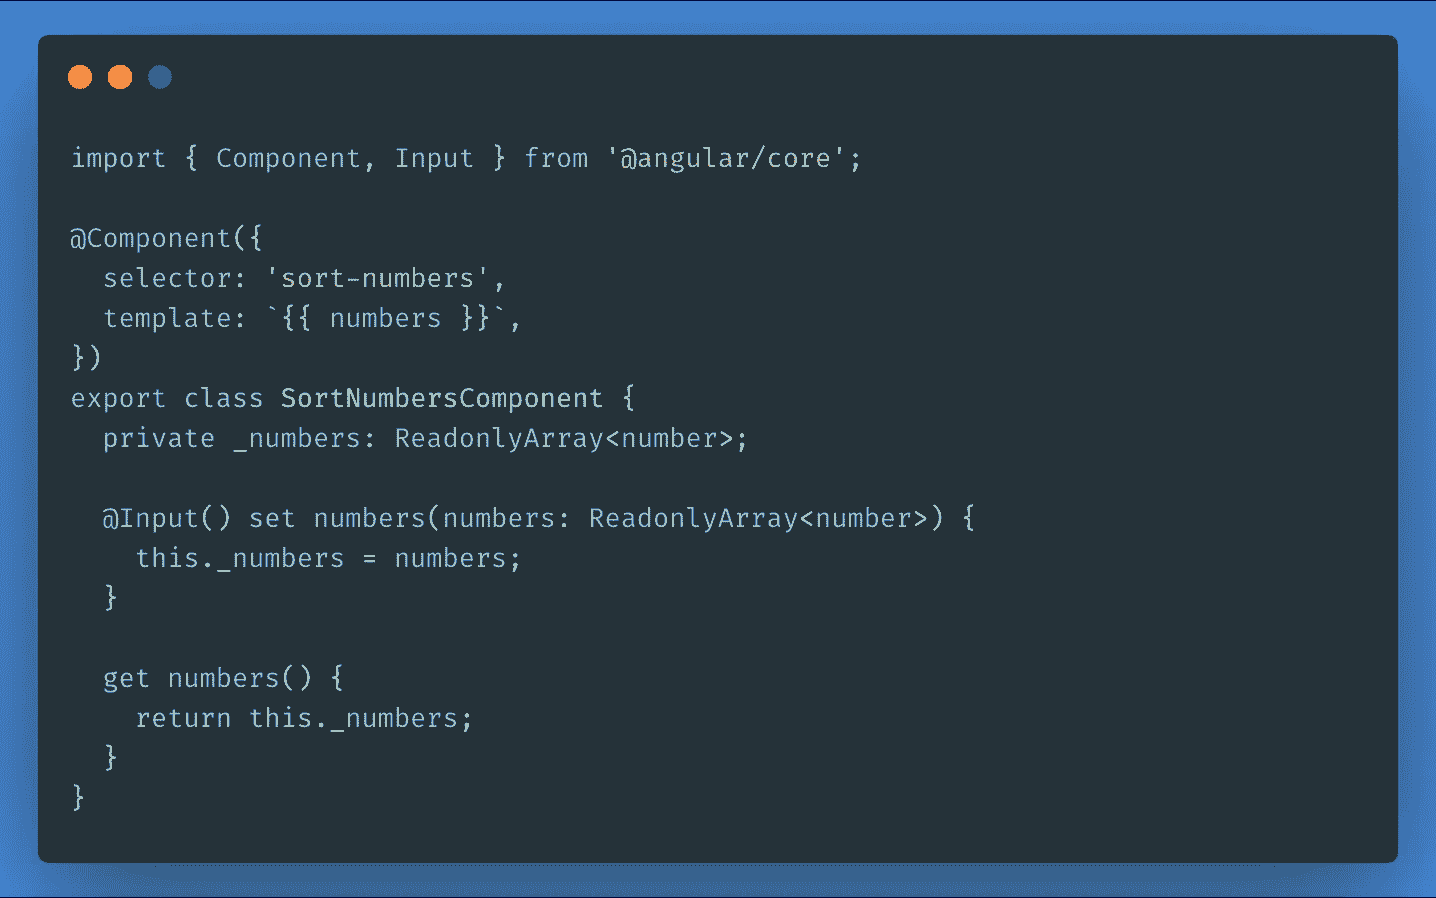 import { Component, Input } from '@angular/core';
@Component({
  selector: 'sort-numbers',
  template: `{{ numbers }}`,
})
export class SortNumbersComponent {
  private _numbers: ReadonlyArray<number>;
  @Input() set numbers(numbers: ReadonlyArray<number>) {
    this._numbers = numbers;
  }
  get numbers() {
    return this._numbers;
  }
}